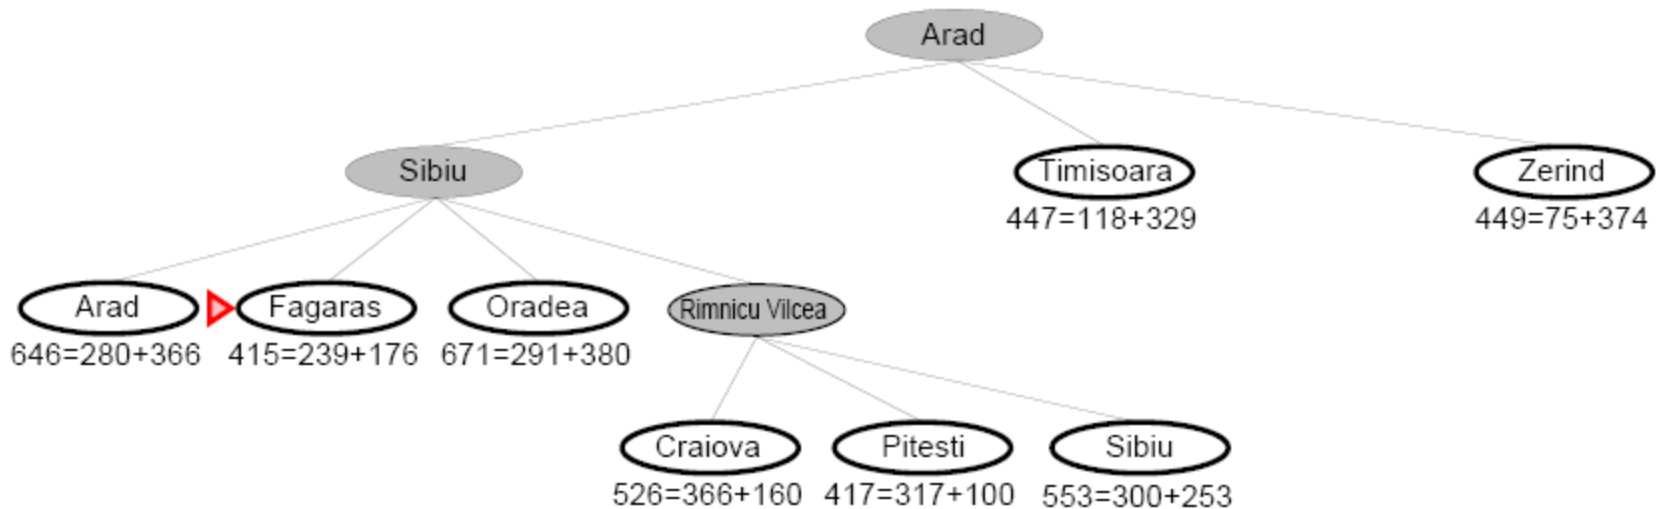 Arad
Sibiu
Timisoara
Zerind
447=118+329
449=75+374
Arad
Fagaras
Oradea
Rimnicu Vilcea
646=280+366
415=239+176
671=291+380
Craiova
Pitesti
Sibiu
526=366+160
417=317+100
553=300+253